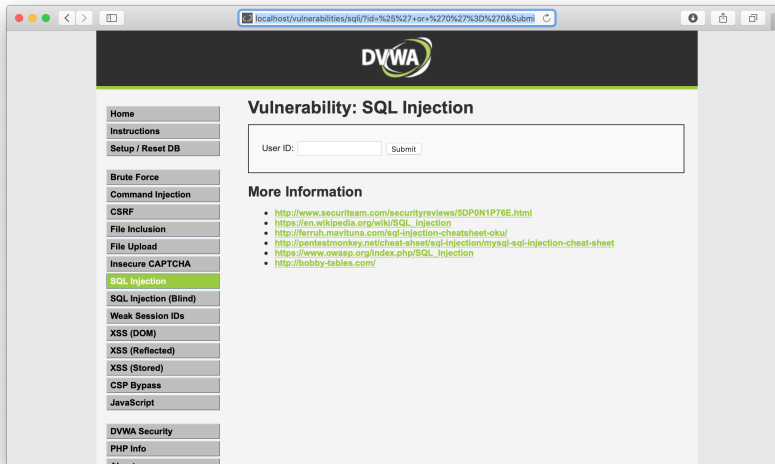 localhost/vulnerabilities/sqli/?id=%25%27+or+%270%27%3D%270&Submi
DVWA
Home
Instructions
Setup / Reset DB
Brute Force
Command Injection
CSRF
File Inclusion
File Upload
Insecure CAPTCHA
SQL Injection
SQL Injection (Blind)
Weak Session IDs
XSS (DOM)
XSS (Reflected)
XSS (Stored)
CSP Bypass
JavaScript
DVWA Security
PHP Info
Vulnerability: SQL Injection
User ID: Submit
More Information
http://www.securiteam.com/securityreviews/5DP0N1P76E.html
https://en.wikipedia.org/wiki/SQL_injection
http://ferruh.mavituna.com/sql-injection-cheatsheet-oku/
http://pentestmonkey.net/cheat-sheet/sql-injection/mysql-sql-injection-cheat-sheet
https://www.owasp.org/index.php/SQL_Injection
http://bobby-tables.com/